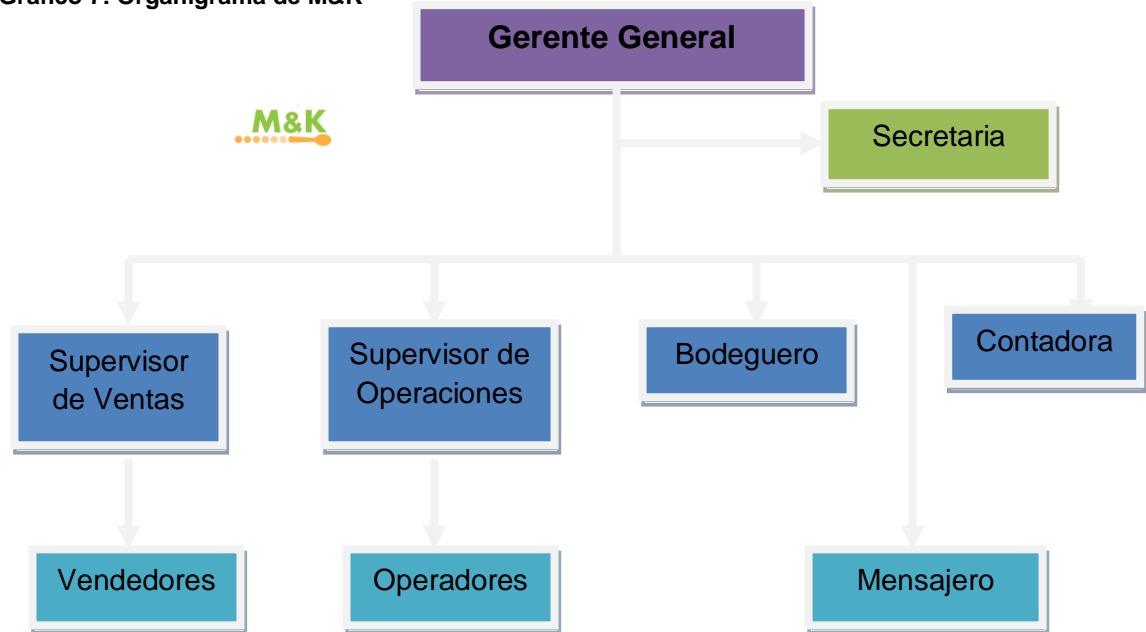 Gráfico 7: Organigrama de M&K
Gerente General
M&K
Secretaria
Supervisor
de Ventas
Supervisor de
Operaciones
Bodeguero
Contadora
Vendedores
Operadores
Mensajero